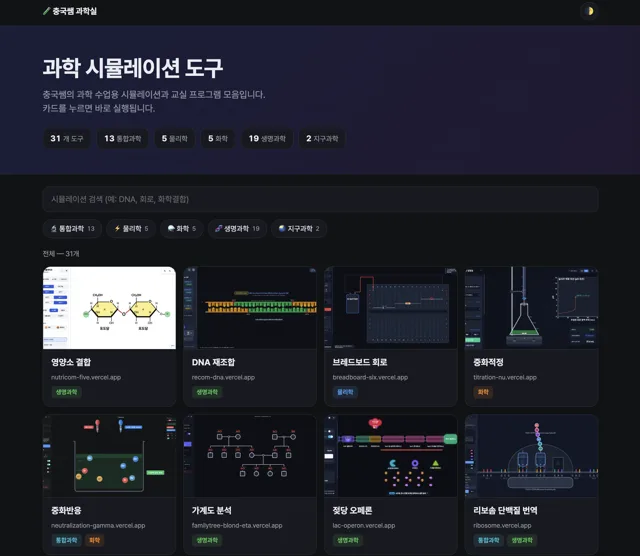 충국쌤 과학실
과학 시뮬레이션 도구
충국쌤의 과학 수업용 시뮬레이션과 교실 프로그램 모음입니다.
카드를 누르면 바로 실행됩니다.
31 개 도구 13 통합과학 5 물리학 5 화학 19 생명과학 2 지구과학
시뮬레이션 검색 (예: DNA, 회로, 화학결합)
통합과학 13 물리학 5 화학 5 생명과학 19 지구과학 2
전체 — 31개
CH₂OH CH₂OH
포도당 포도당
영양소 결합
nutricom-five.vercel.app
생명과학
DNA 재조합
recom-dna.vercel.app
생명과학
브레드보드 회로
breadboard-six.vercel.app
물리학
중화적정
titration-nu.vercel.app
화학
중화반응
neutralization-gamma.vercel.app
통합과학 화학
가계도 분석
familytree-blond-eta.vercel.app
생명과학
젖당 오페론
lac-operon.vercel.app
생명과학
리보솜 단백질 번역
ribosome.vercel.app
통합과학 생명과학